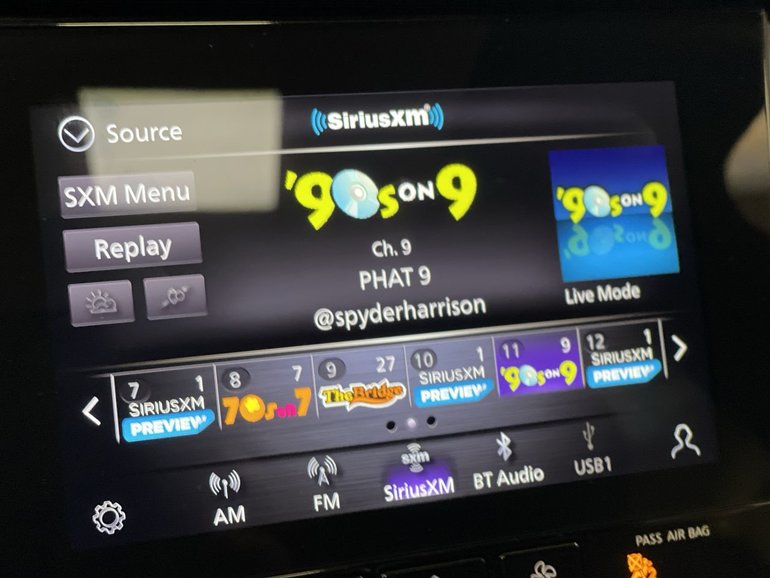 Source
SiriusXM
SXM Menu
'90s ON 9
'90s ON 9
Replay
Ch. 9
PHAT 9
@spyderharrison
Live Mode
7 1
SIRIUSXM
PREVIEW
8 7
70s on 7
9 27
The Bridge
10 1
SIRIUSXM
PREVIEW
11 9
'90s ON 9
12 1
SIRIUSXM
PREVIEW
AM
FM
sxm
SiriusXM
BT Audio
USB1
PASS AIR BAG